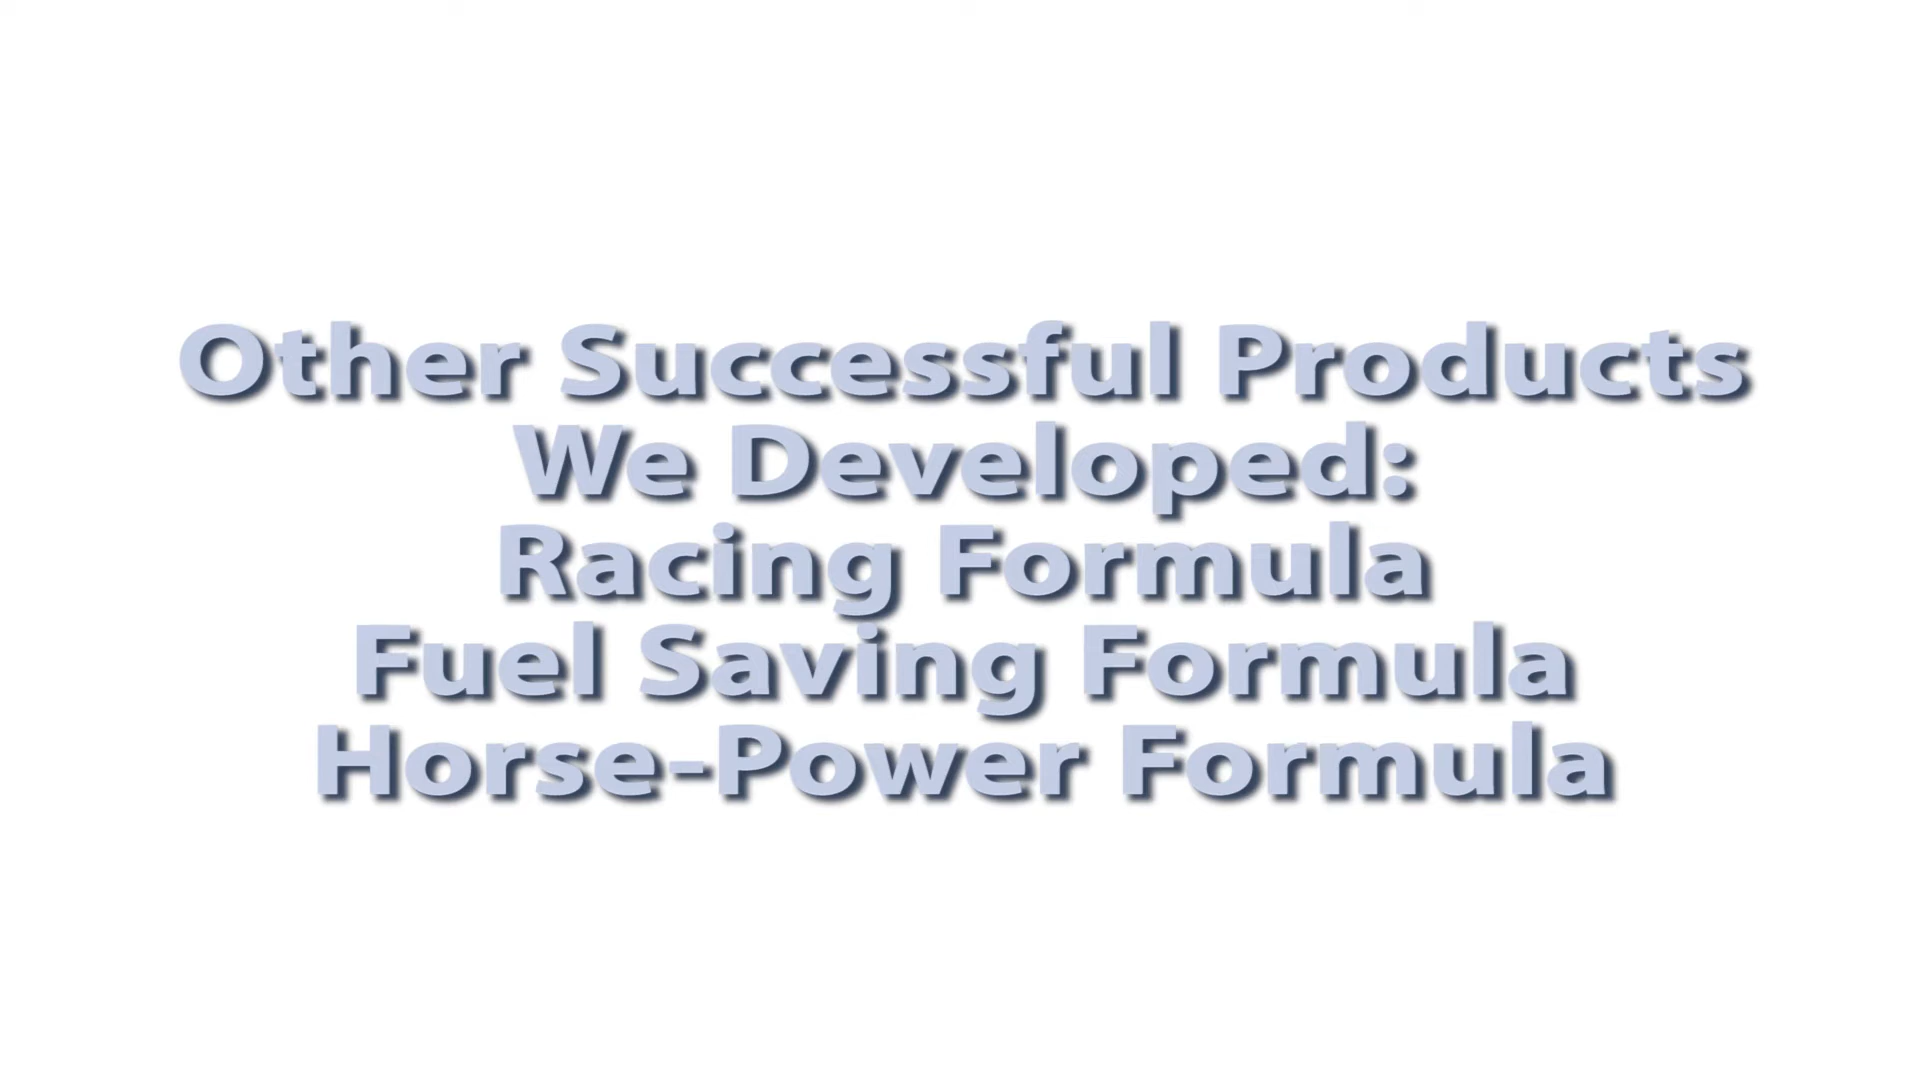 Other Successful Products
We Developed:
Racing Formula
Fuel Saving Formula
Horse-Power Formula